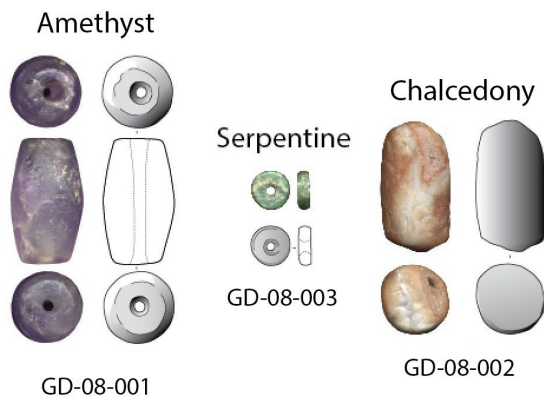 Amethyst
GD-08-001
Serpentine
GD-08-003
Chalcedony
GD-08-002